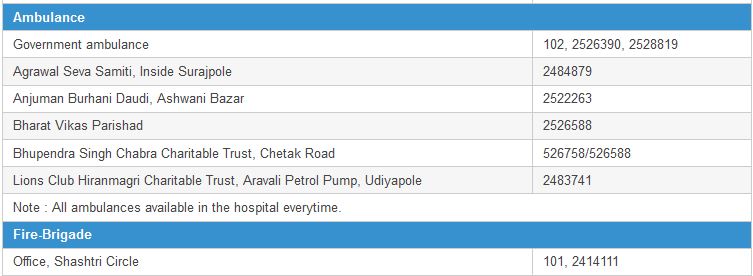 Ambulance
Government ambulance 102, 2526390, 2528819
Agrawal Seva Samiti, Inside Surajpole 2484879
Anjuman Burhani Daudi, Ashwani Bazar 2522263
Bharat Vikas Parishad 2526588
Bhupendra Singh Chabra Charitable Trust, Chetak Road 526758/526588
Lions Club Hiranmagri Charitable Trust, Aravali Petrol Pump, Udiyapole 2483741
Note : All ambulances available in the hospital everytime.
Fire-Brigade
Office, Shashtri Circle 101, 2414111